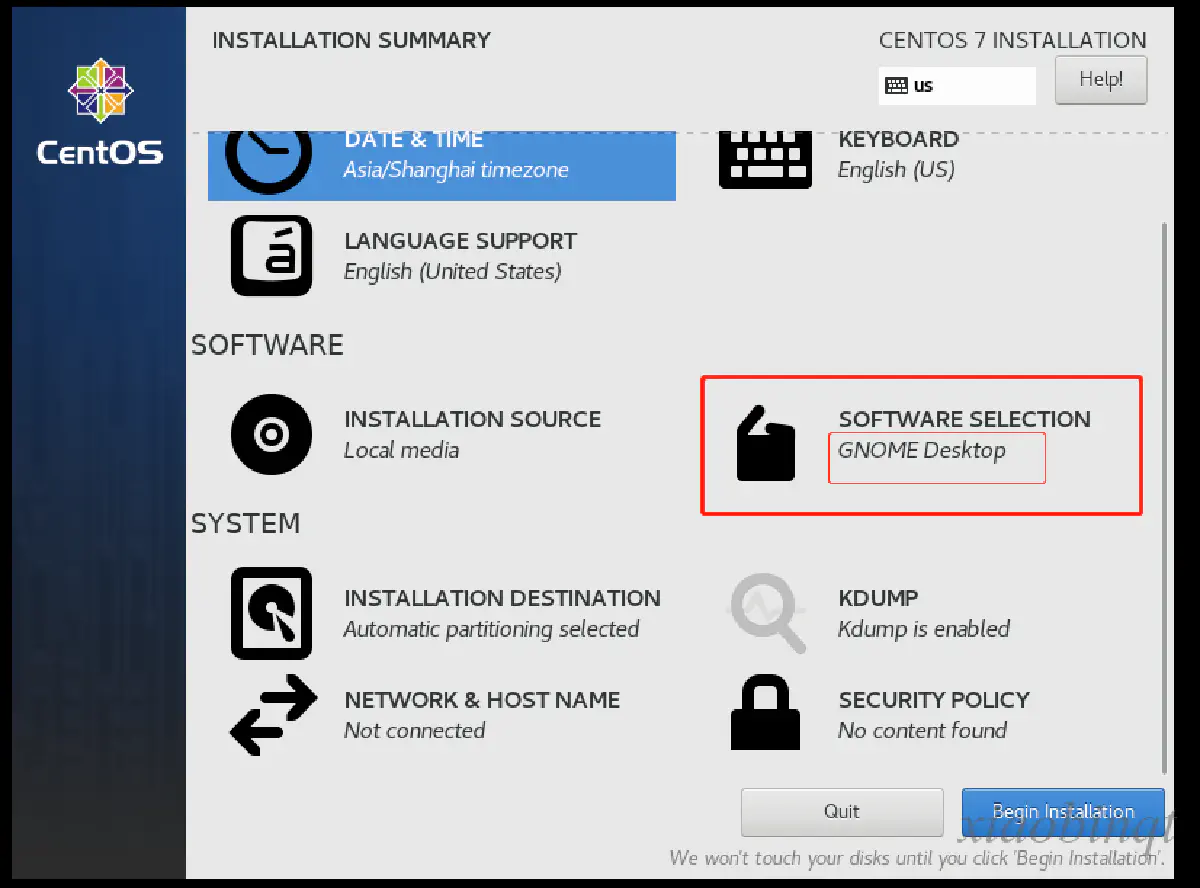 INSTALLATION SUMMARY
CENTOS 7 INSTALLATION
us
Help!
CentOS
DATE & TIME
Asia/Shanghai timezone
KEYBOARD
English (US)
LANGUAGE SUPPORT
English (United States)
SOFTWARE
INSTALLATION SOURCE
Local media
SOFTWARE SELECTION
GNOME Desktop
SYSTEM
INSTALLATION DESTINATION
Automatic partitioning selected
KDUMP
Kdump is enabled
NETWORK & HOST NAME
Not connected
SECURITY POLICY
No content found
Quit
Begin Installation
We won't touch your disks until you click 'Begin Installation'.